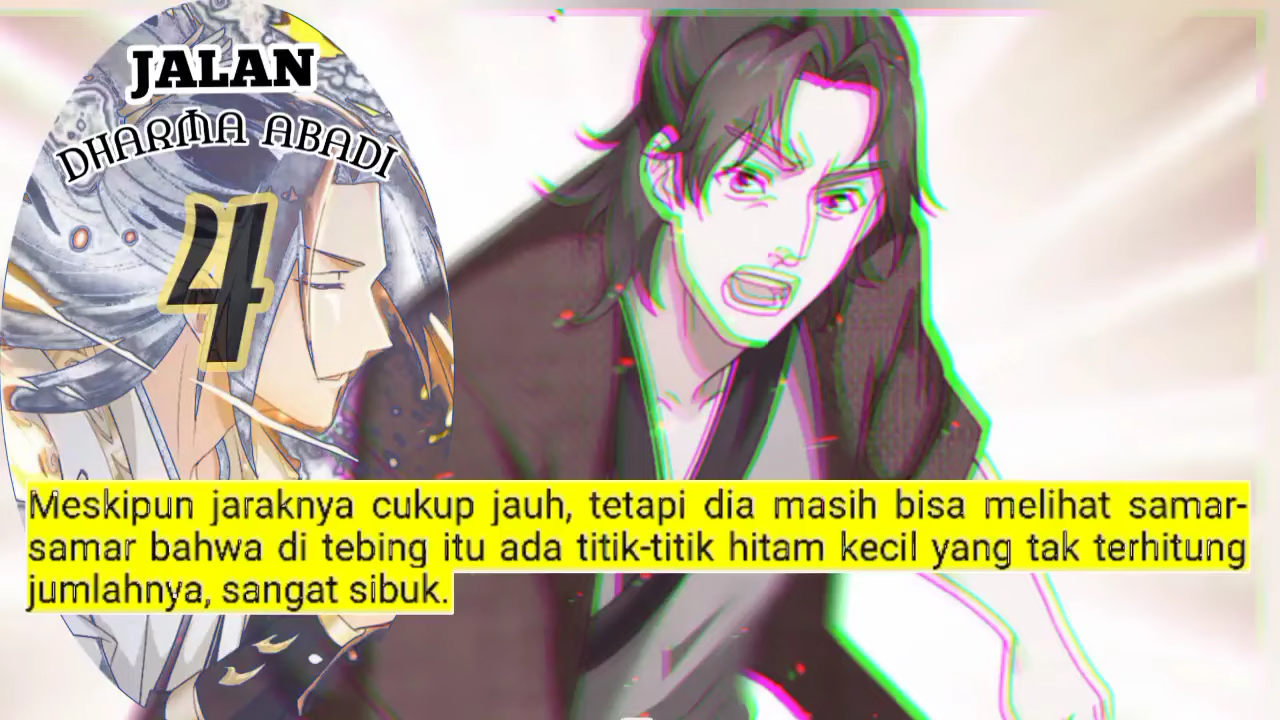 JALAN
DHARMA ABADI
4
Meskipun jaraknya cukup jauh, tetapi dia masih bisa melihat samar-
samar bahwa di tebing itu ada titik-titik hitam kecil yang tak terhitung
jumlahnya, sangat sibuk.